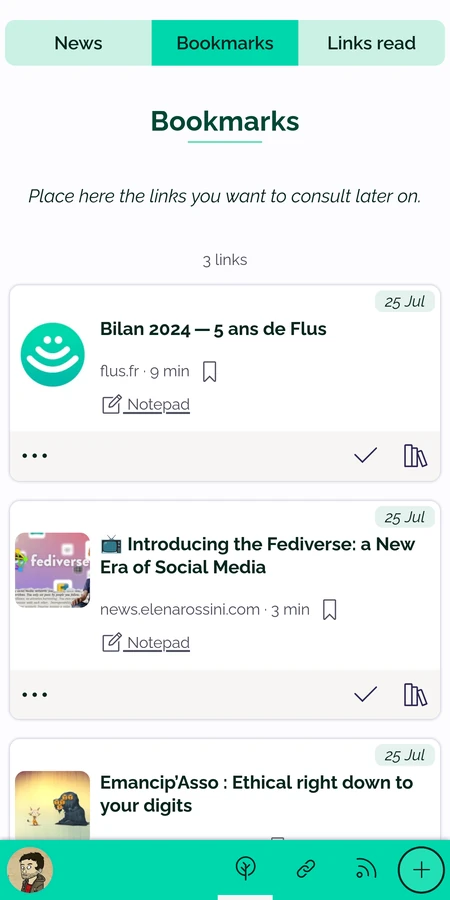 News
Bookmarks
Links read
Bookmarks
Place here the links you want to consult later on.
3 links
25 Jul
Bilan 2024 — 5 ans de Flus
flus.fr · 9 min
Notepad
25 Jul
fediverse
📺 Introducing the Fediverse: a New
Era of Social Media
news.elenarossini.com · 3 min
Notepad
25 Jul
Emancip’Asso : Ethical right down to
your digits